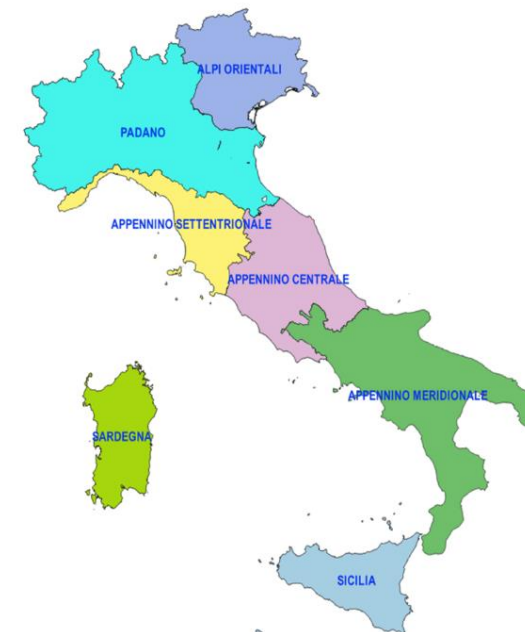 ALPI ORIENTALI
PADANO
APPENNINO SETTENTRIONALE
APPENNINO CENTRALE
APPENNINO MERIDIONALE
SARDEGNA
SICILIA